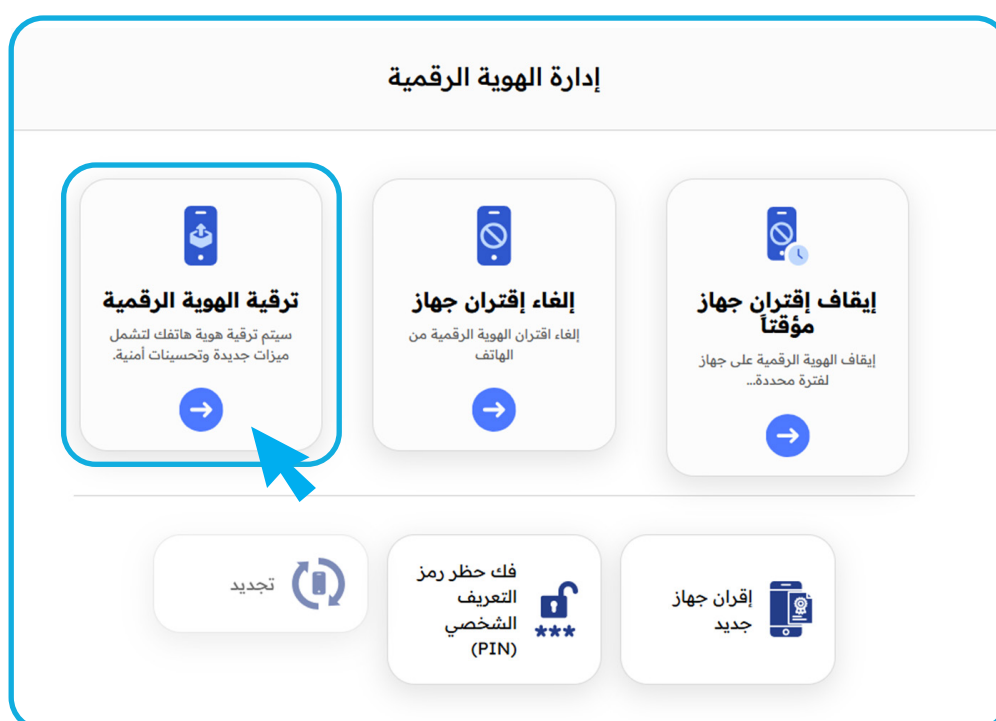 إدارة الهوية الرقمية
إيقاف إقتران جهاز
مؤقتاً
إيقاف الهوية الرقمية على جهاز
لفترة محددة...
إلغاء إقتران جهاز
إلغاء اقتران الهوية الرقمية من
الهاتف
ترقية الهوية الرقمية
سيتم ترقية هوية هاتفك لتشمل
ميزات جديدة وتحسينات أمنية.
إقران جهاز
جديد
فك حظر رمز
التعريف
الشخصي
(PIN)
***
تجديد